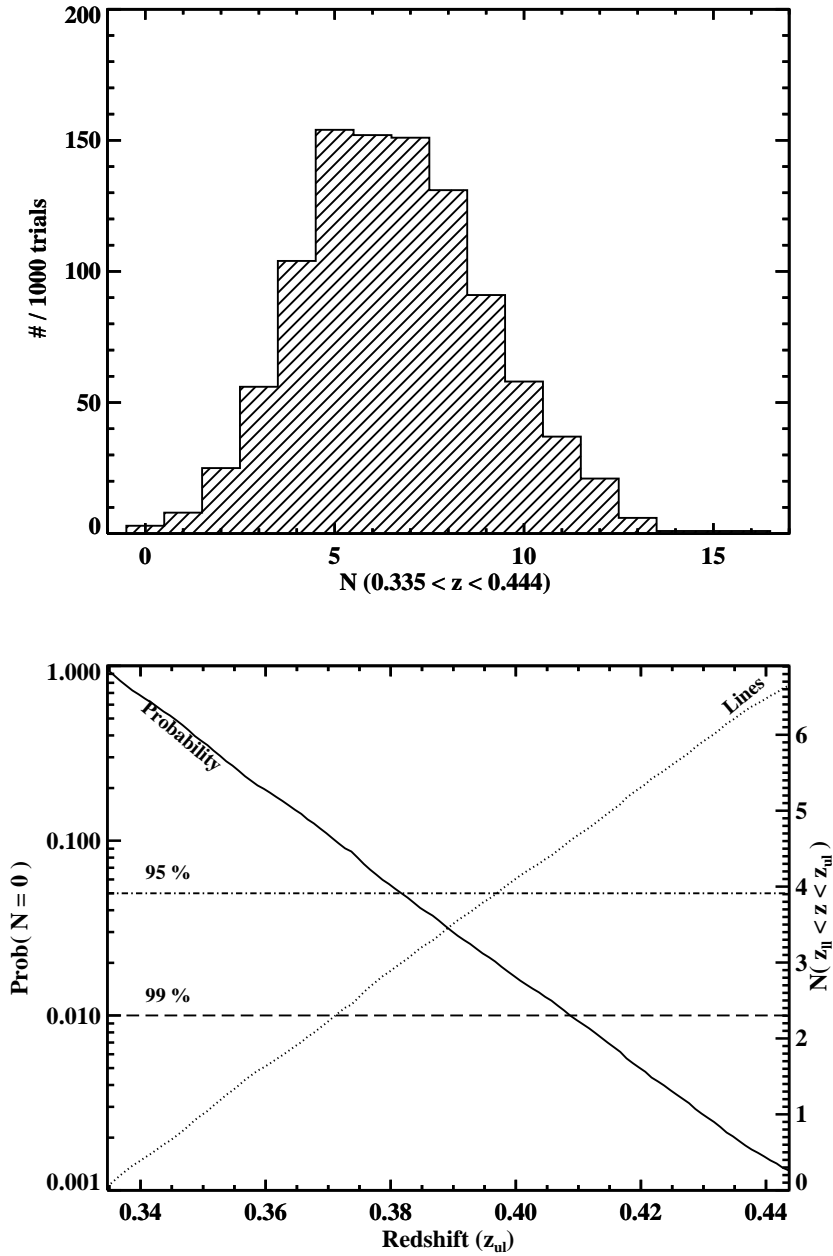 200
150
100
50
0
# / 1000 trials
0 5 10 15
N (0.335 < z < 0.444)
1.000
0.100
0.010
0.001
Prob( N = 0 )
Probability
Lines
95 %
99 %
6
5
4
3
2
1
0
N( z_ll < z < z_ul )
0.34 0.36 0.38 0.40 0.42 0.44
Redshift (z_ul)